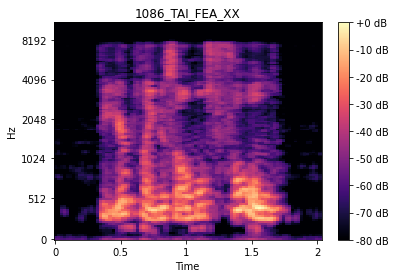 1086_TAI_FEA_XX
8192
4096
2048
1024
512
0
Hz
0
0.5
1
1.5
2
Time
+0 dB
-10 dB
-20 dB
-30 dB
-40 dB
-50 dB
-60 dB
-70 dB
-80 dB